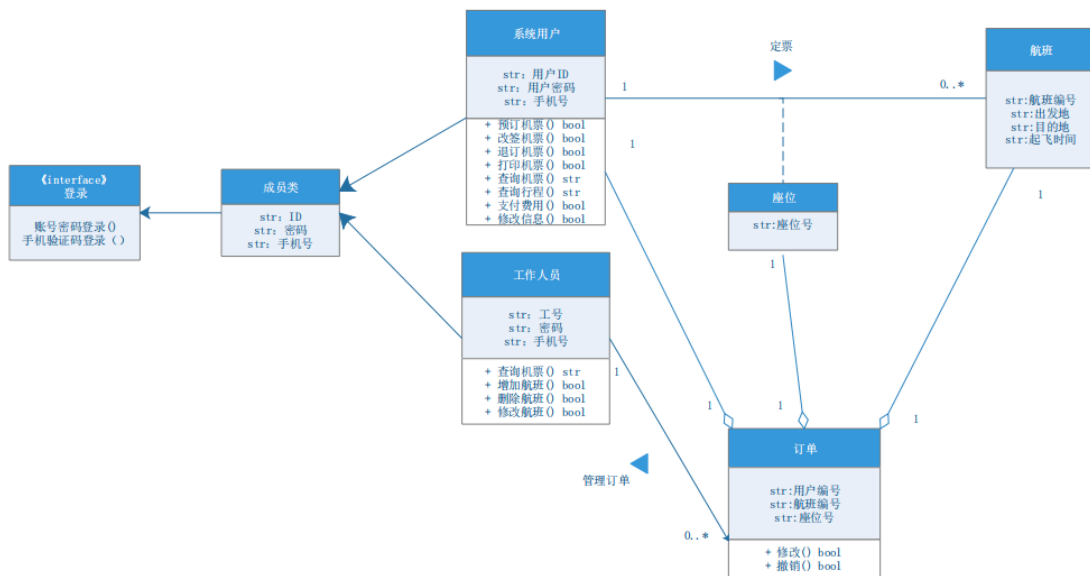 《interface》
登录
账号密码登录()
手机验证码登录（）
成员类
str: ID
str: 密码
str: 手机号
系统用户
str: 用户ID
str: 用户密码
str: 手机号
+ 预订机票() bool
+ 改签机票() bool
+ 退订机票() bool
+ 打印机票() bool
+ 查询机票() str
+ 查询行程() str
+ 支付费用() bool
+ 修改信息() bool
工作人员
str: 工号
str: 密码
str: 手机号
+ 查询机票() str
+ 增加航班() bool
+ 删除航班() bool
+ 修改航班() bool
定票
1
0..*
1
航班
str:航班编号
str:出发地
str:目的地
str:起飞时间
1
座位
str:座位号
1
1
管理订单
0..*
1
1
1
订单
str:用户编号
str:航班编号
str:座位号
+ 修改() bool
+ 撤销() bool